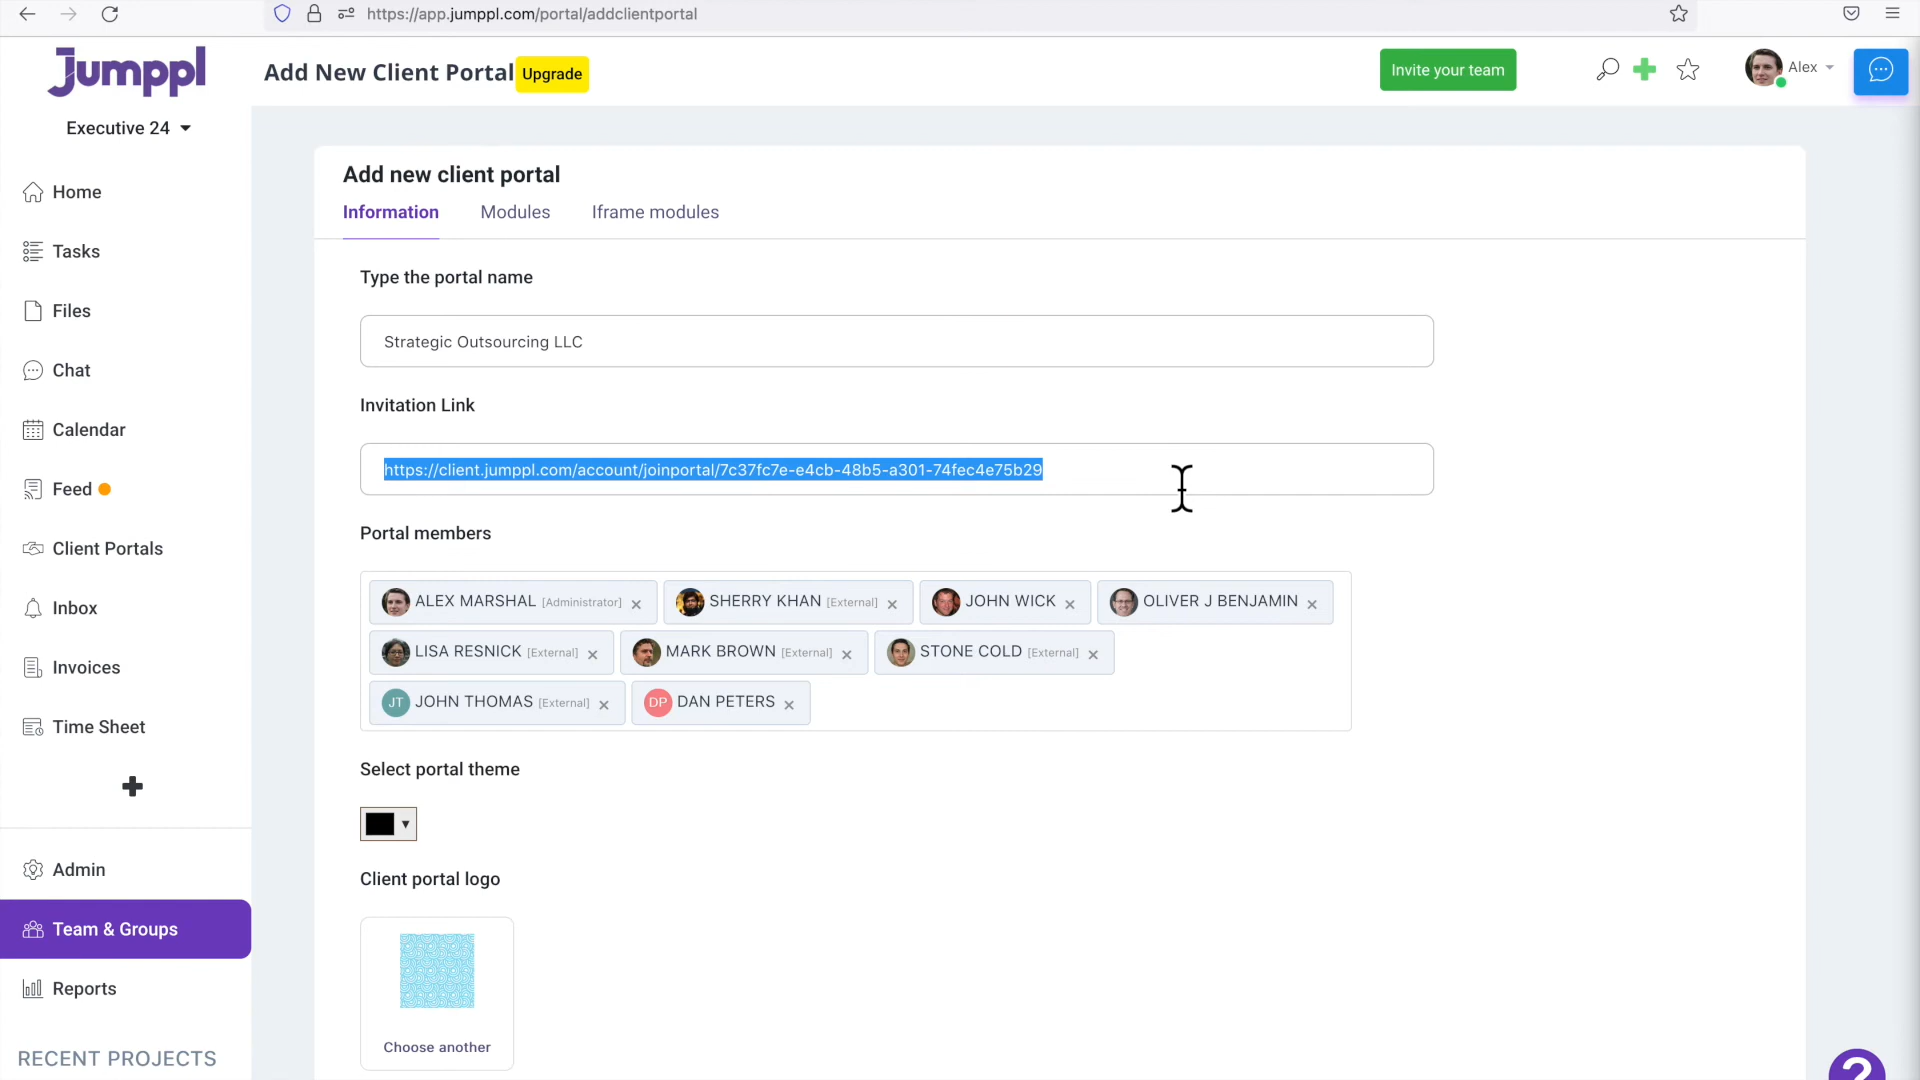 https://app.jumppl.com/portal/addclientportal
Jumppl
Add New Client Portal Upgrade
Invite your team
Alex
Executive 24
Home
Tasks
Files
Chat
Calendar
Feed
Client Portals
Inbox
Invoices
Time Sheet
Admin
Team & Groups
Reports
RECENT PROJECTS
Add new client portal
Information Modules Iframe modules
Type the portal name
Strategic Outsourcing LLC
Invitation Link
https://client.jumppl.com/account/joinportal/7c37fc7e-e4cb-48b5-a301-74fec4e75b29
Portal members
ALEX MARSHAL [Administrator] × SHERRY KHAN [External] × JOHN WICK × OLIVER J BENJAMIN ×
LISA RESNICK [External] × MARK BROWN [External] × STONE COLD [External] ×
JT JOHN THOMAS [External] × DP DAN PETERS ×
Select portal theme
Client portal logo
Choose another
?